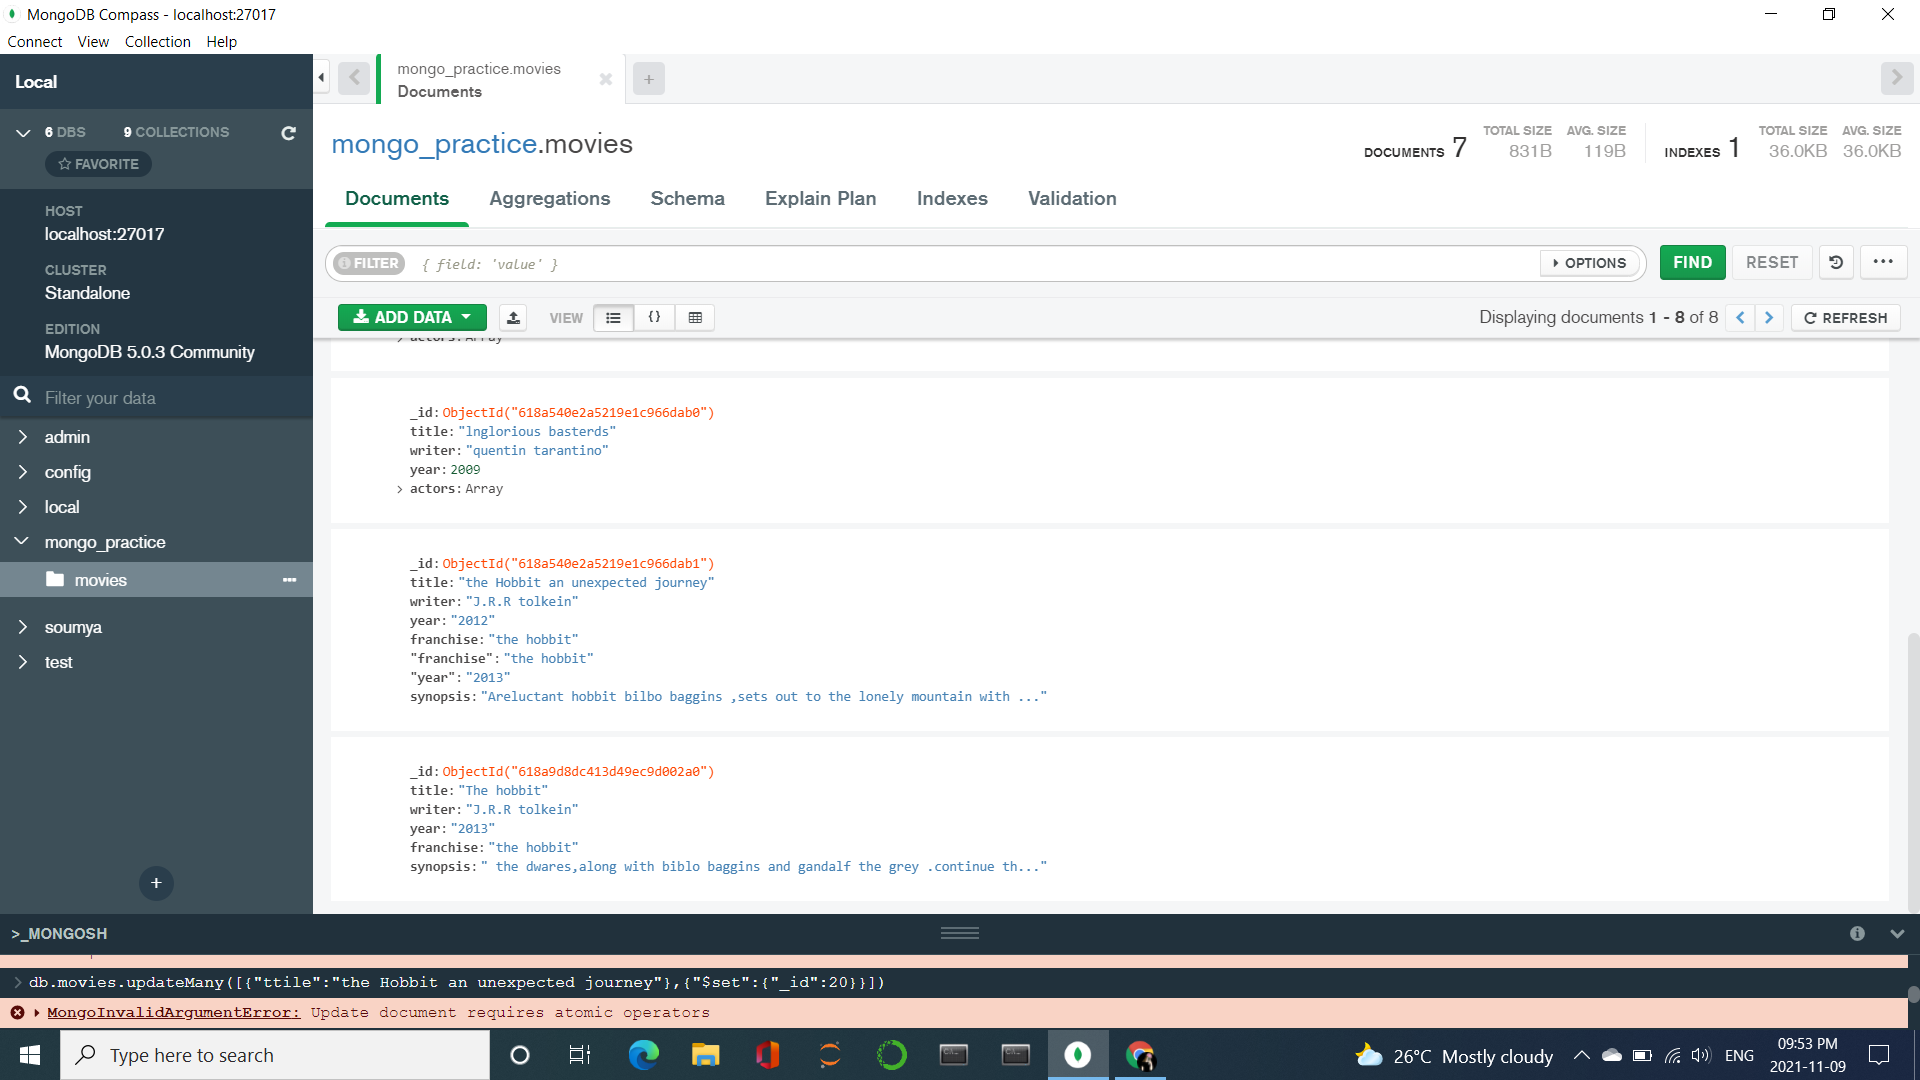 MongoDB Compass - localhost:27017
Connect View Collection Help
Local
6 DBS 9 COLLECTIONS
FAVORITE
HOST
localhost:27017
CLUSTER
Standalone
EDITION
MongoDB 5.0.3 Community
Filter your data
admin
config
local
mongo_practice
movies
soumya
test
mongo_practice.movies
Documents
mongo_practice.movies
DOCUMENTS 7 TOTAL SIZE 831B AVG. SIZE 119B INDEXES 1 TOTAL SIZE 36.0KB AVG. SIZE 36.0KB
Documents Aggregations Schema Explain Plan Indexes Validation
FILTER { field: 'value' } OPTIONS FIND RESET
ADD DATA VIEW { } Displaying documents 1 - 8 of 8 REFRESH
actors: Array
_id: ObjectId("618a540e2a5219e1c966dab0")
title: "lnglorious basterds"
writer: "quentin tarantino"
year: 2009
actors: Array
_id: ObjectId("618a540e2a5219e1c966dab1")
title: "the Hobbit an unexpected journey"
writer: "J.R.R tolkein"
year: "2012"
franchise: "the hobbit"
"franchise": "the hobbit"
"year": "2013"
synopsis: "Areluctant hobbit bilbo baggins ,sets out to the lonely mountain with ..."
_id: ObjectId("618a9d8dc413d49ec9d002a0")
title: "The hobbit"
writer: "J.R.R tolkein"
year: "2013"
franchise: "the hobbit"
synopsis: " the dwares,along with biblo baggins and gandalf the grey .continue th..."
>_MONGOSH
> db.movies.updateMany([{"ttile":"the Hobbit an unexpected journey"},{"$set":{"_id":20}}])
MongoInvalidArgumentError: Update document requires atomic operators
Type here to search
26°C Mostly cloudy ENG
09:53 PM
2021-11-09